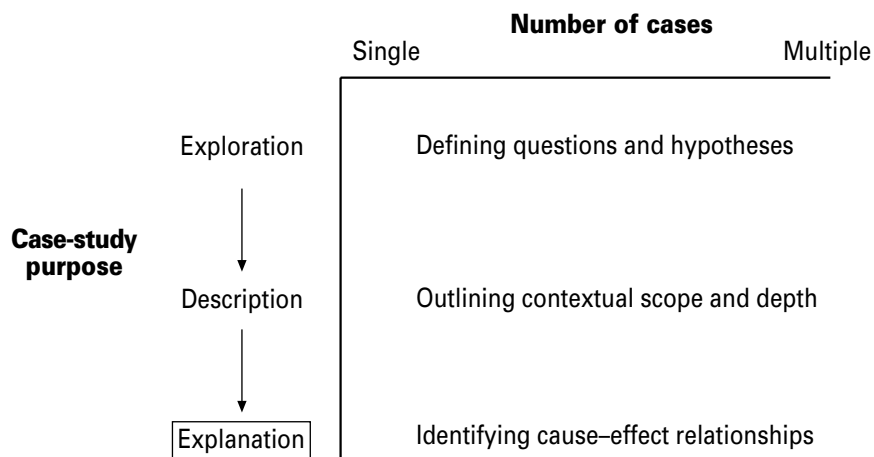 Number of cases
Single Multiple
Exploration Defining questions and hypotheses
Case-study
purpose
Description Outlining contextual scope and depth
Explanation Identifying cause–effect relationships